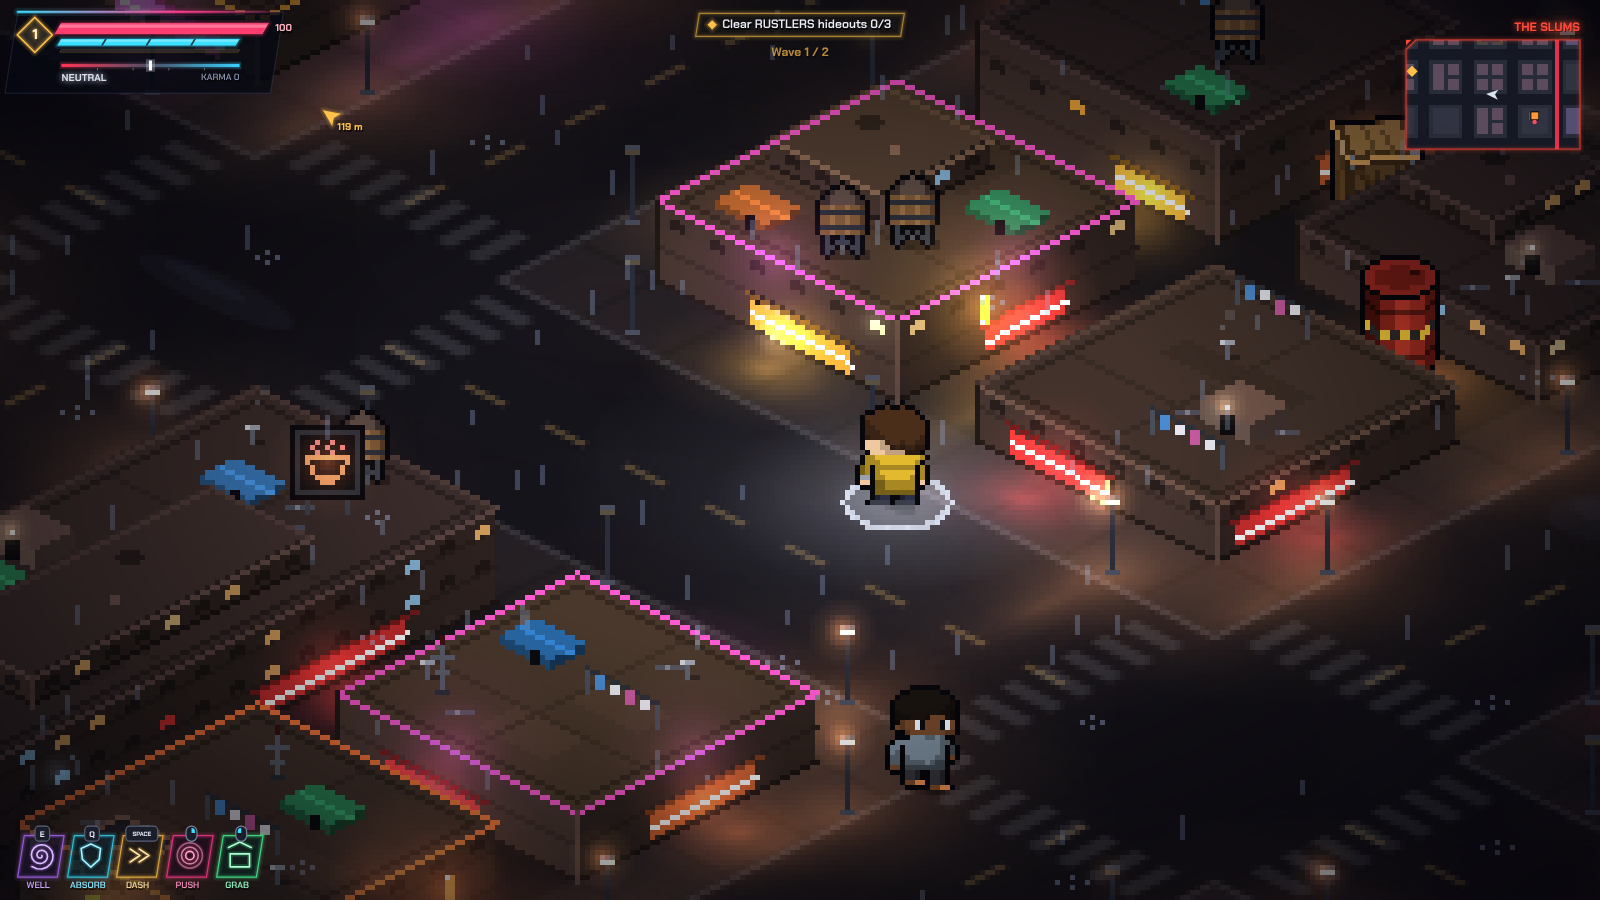 1
100
NEUTRAL
KARMA 0
Clear RUSTLERS hideouts 0/3
Wave 1 / 2
THE SLUMS
119 m
E
Q
SPACE
WELL
ABSORB
DASH
PUSH
GRAB